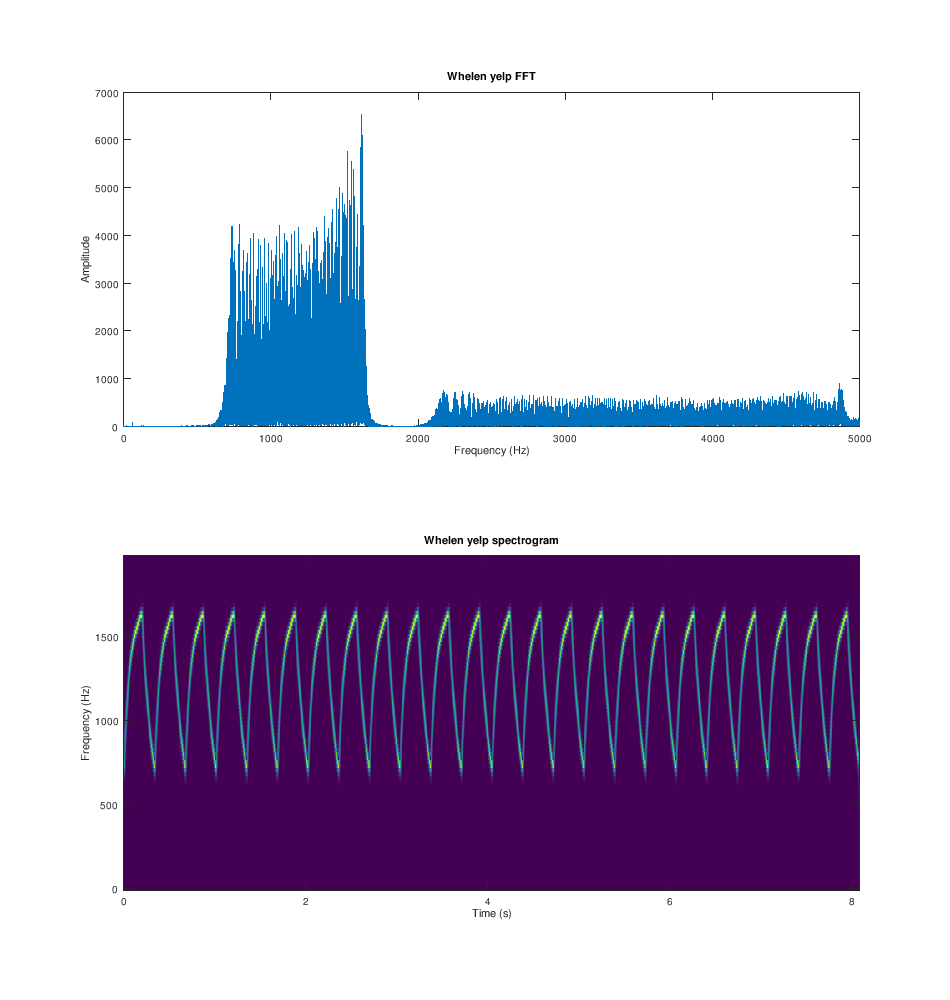 Whelen yelp FFT
7000
6000
5000
4000
3000
2000
1000
0
Amplitude
0 1000 2000 3000 4000 5000
Frequency (Hz)
Whelen yelp spectrogram
1500
1000
500
0
Frequency (Hz)
0 2 4 6 8
Time (s)